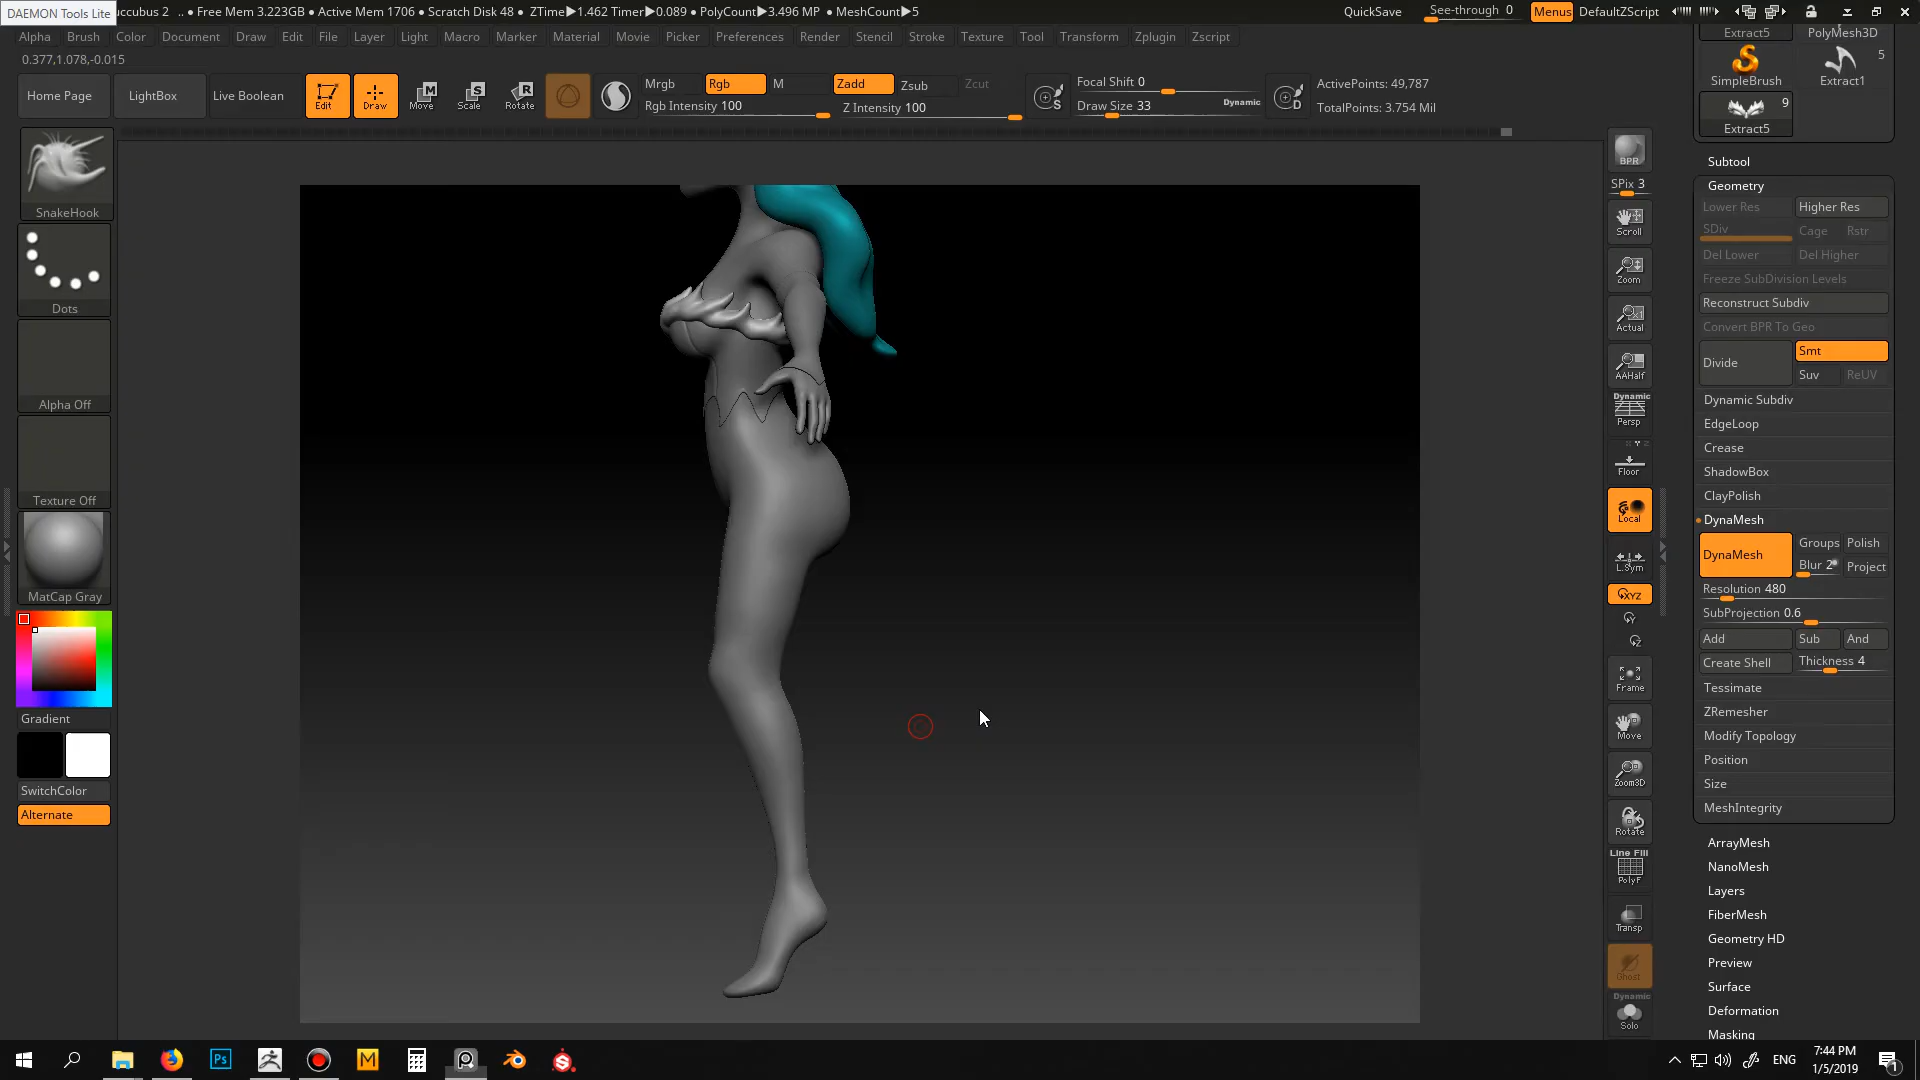 DAEMON Tools Lite
uccubus 2 .. ● Free Mem 3.223GB ● Active Mem 1706 ● Scratch Disk 48 ● ZTime▶1.462 Timer▶0.089 ● PolyCount▶3.496 MP ● MeshCount▶5
QuickSave See-through 0 Menus DefaultZScript
Alpha Brush Color Document Draw Edit File Layer Light Macro Marker Material Movie Picker Preferences Render Stencil Stroke Texture Tool Transform Zplugin Zscript
0.377,1.078,-0.015
Home Page LightBox Live Boolean Edit Draw Move Scale Rotate
Mrgb Rgb M Zadd Zsub Zcut
Rgb Intensity 100 Z Intensity 100
Focal Shift 0
Draw Size 33 Dynamic
ActivePoints: 49,787
TotalPoints: 3.754 Mil
SnakeHook
Dots
Alpha Off
Texture Off
MatCap Gray
Gradient
SwitchColor
Alternate
BPR
SPix 3
Scroll
Zoom
Actual
AAHalf
Dynamic
Persp
Floor
Local
L.Sym
XYZ
Y
Z
Frame
Move
Zoom3D
Rotate
Line Fill
PolyF
Transp
Ghost
Dynamic
Solo
Extract5 PolyMesh3D
SimpleBrush Extract1 5
Extract5 9
Subtool
Geometry
Lower Res Higher Res
SDiv Cage Rstr
Del Lower Del Higher
Freeze SubDivision Levels
Reconstruct Subdiv
Convert BPR To Geo
Divide Smt
Suv ReUV
Dynamic Subdiv
EdgeLoop
Crease
ShadowBox
ClayPolish
DynaMesh
DynaMesh Groups Polish
Blur 2 Project
Resolution 480
SubProjection 0.6
Add Sub And
Create Shell Thickness 4
Tessimate
ZRemesher
Modify Topology
Position
Size
MeshIntegrity
ArrayMesh
NanoMesh
Layers
FiberMesh
Geometry HD
Preview
Surface
Deformation
Masking
Ps M
ENG 7:44 PM
1/5/2019
1